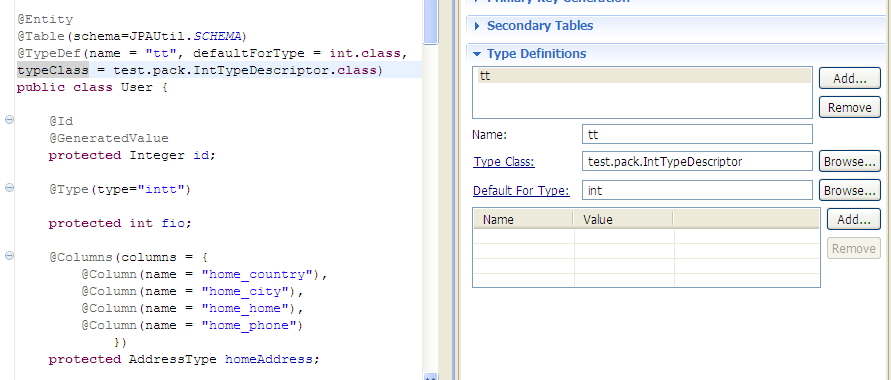 @Entity
@Table(schema=JPAUtil.SCHEMA)
@TypeDef(name = "tt", defaultForType = int.class,
typeClass = test.pack.IntTypeDescriptor.class)
public class User {
@Id
@GeneratedValue
protected Integer id;
@Type(type="intt")
protected int fio;
@Columns(columns = {
@Column(name = "home_country"),
@Column(name = "home_city"),
@Column(name = "home_home"),
@Column(name = "home_phone")
})
protected AddressType homeAddress;
Primary Key Generation
Secondary Tables
Type Definitions
tt
Add...
Remove
Name: tt
Type Class: test.pack.IntTypeDescriptor Browse...
Default For Type: int Browse...
Name Value
Add...
Remove